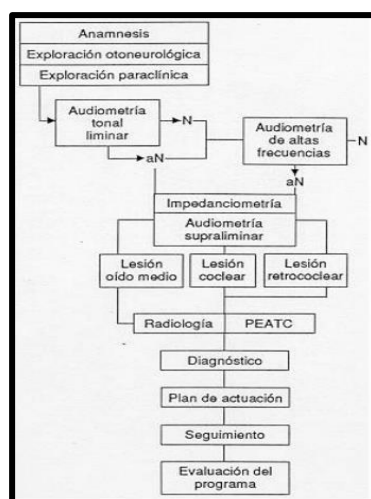 Anamnesis
Exploración otoneurológica
Exploración paraclínica
Audiometría
tonal
liminar
N
aN
Audiometría
de altas
frecuencias
N
aN
Impedanciometría
Audiometría
supraliminar
Lesión
oído medio
Lesión
coclear
Lesión
retrococlear
Radiología
PEATC
Diagnóstico
Plan de actuación
Seguimiento
Evaluación del
programa